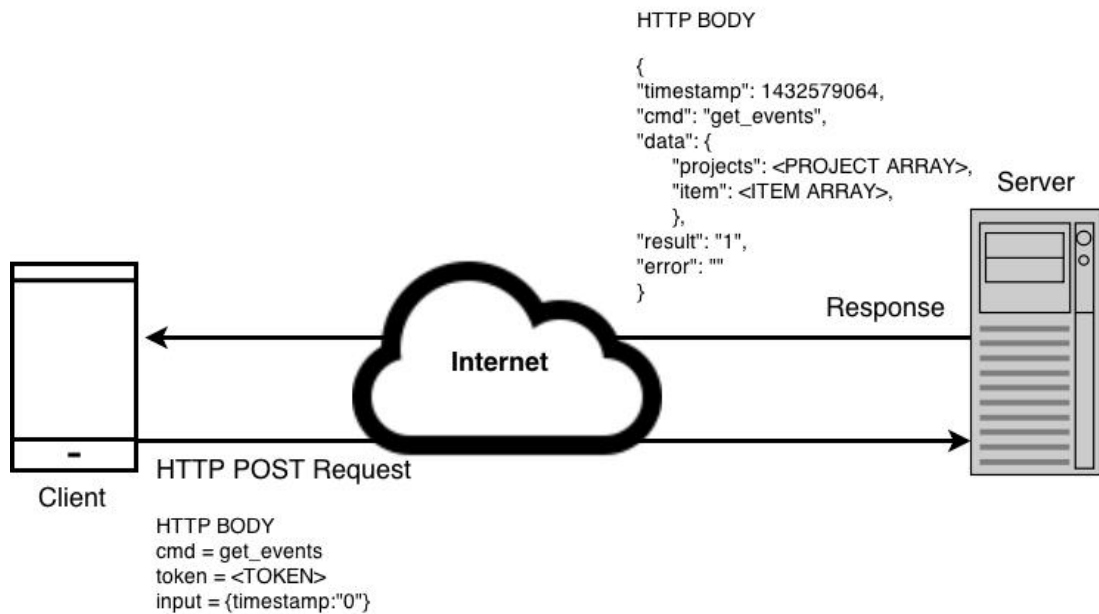 HTTP BODY
{
"timestamp": 1432579064,
"cmd": "get_events",
"data": {
"projects": <PROJECT ARRAY>,
"item": <ITEM ARRAY>,
},
"result": "1",
"error": ""
}
Server
Response
Internet
HTTP POST Request
Client
HTTP BODY
cmd = get_events
token = <TOKEN>
input = {timestamp:"0"}